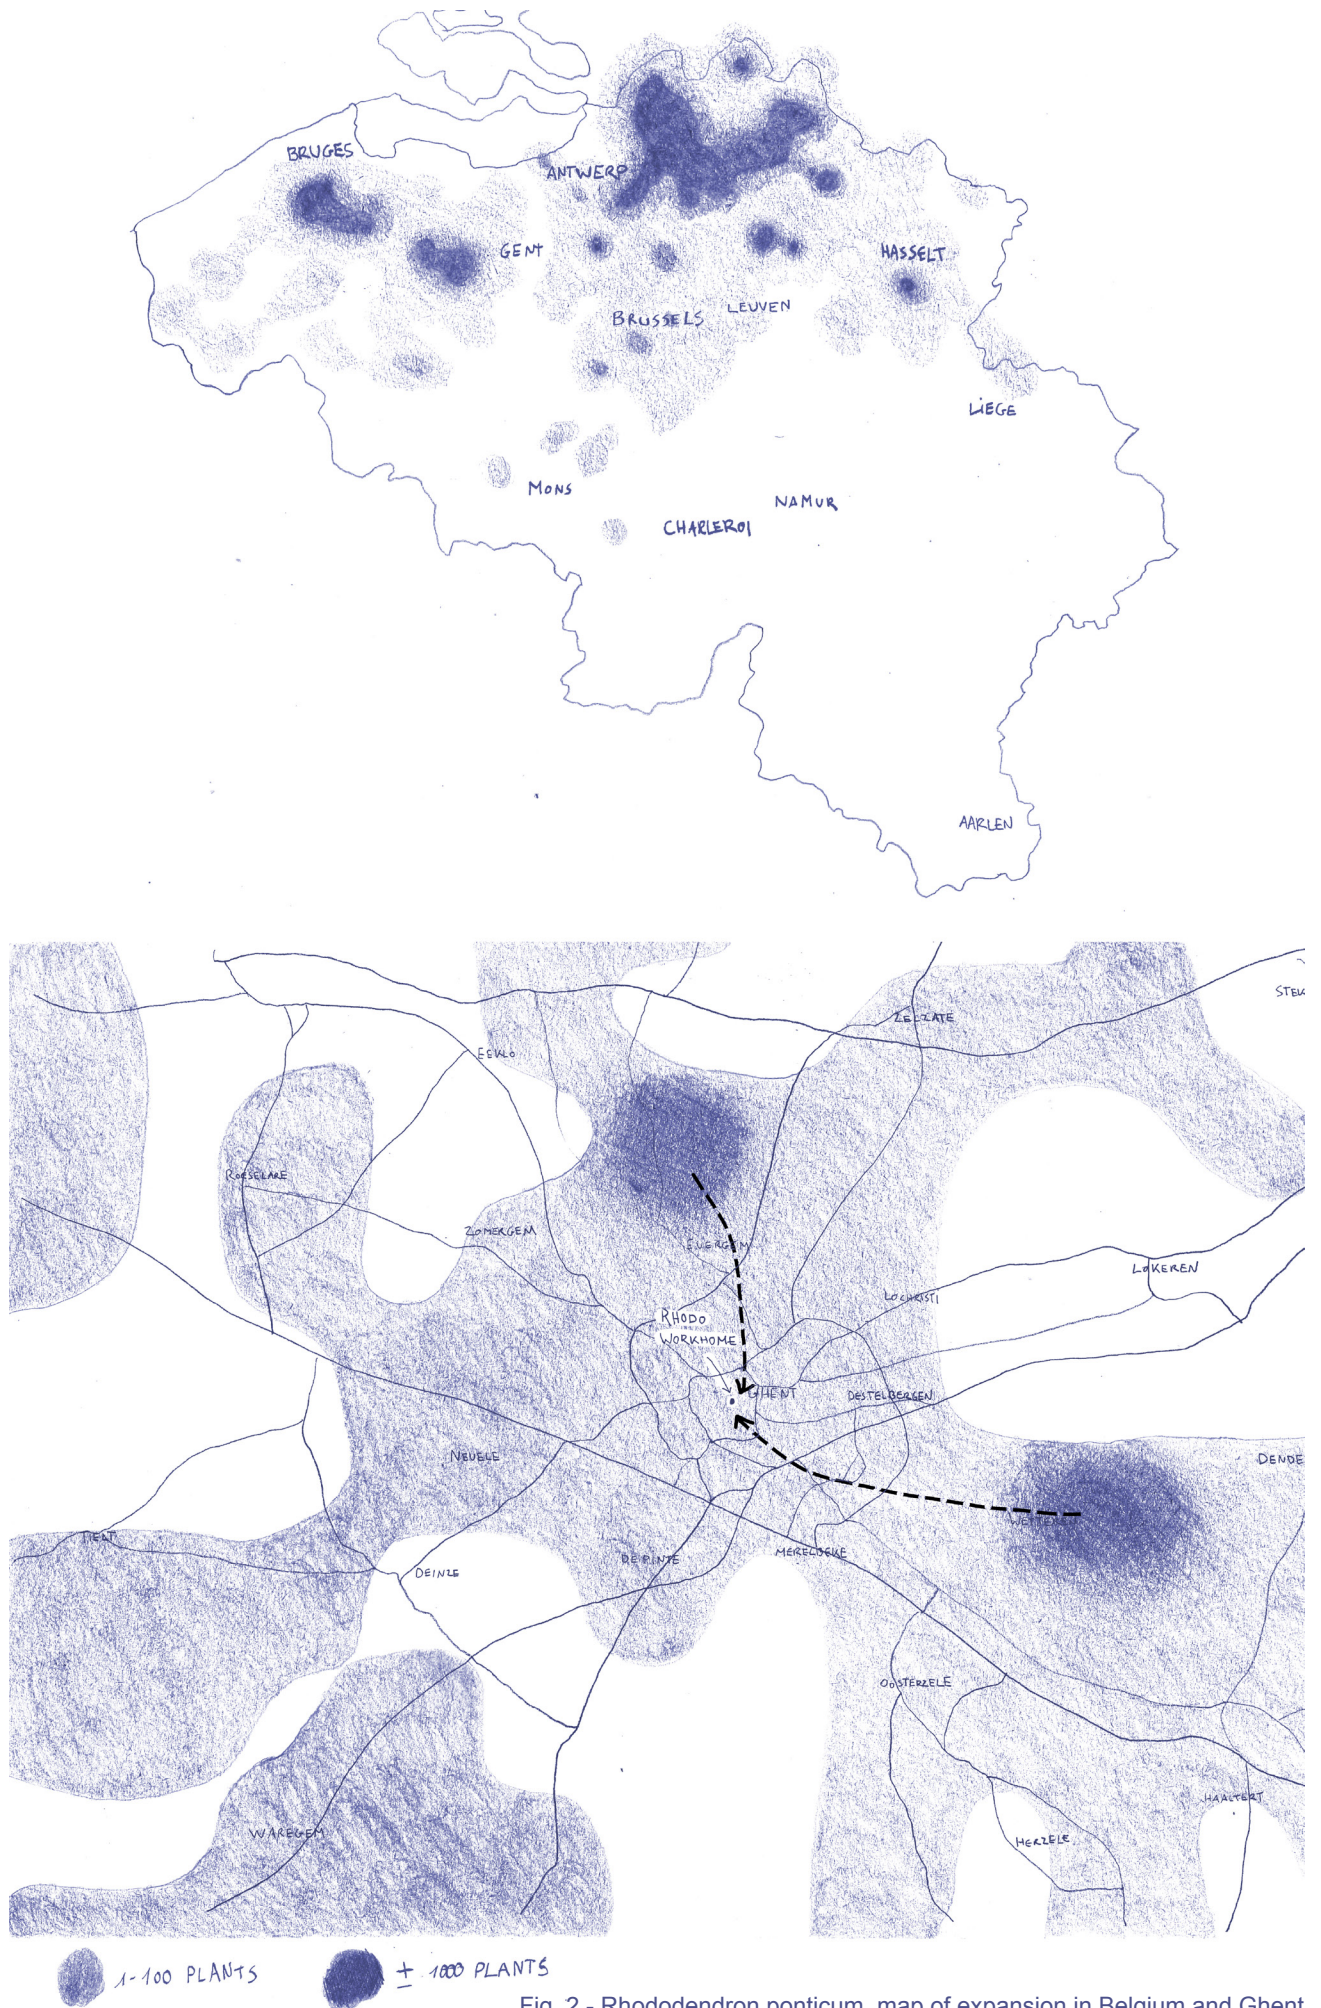 BRUGES
ANTWERP
GENT
HASSELT
LEUVEN
BRUSSELS
LIEGE
MONS
NAMUR
CHARLEROI
AARLEN
STEK
ZELZATE
EEKLO
ROESELARE
ZOMERGEM
EVERGEM
LOKEREN
LOCHRISTI
RHODO
WORKHOME
GHENT
DESTELBERGEN
NEVELE
DENDE
DE PINTE
MERELBEKE
DEINZE
OOSTERZELE
HAALTERT
WAREGEM
HERZELE
1-100 PLANTS
± 1000 PLANTS
Fig. 2 - Rhododendron ponticum, map of expansion in Belgium and Ghent